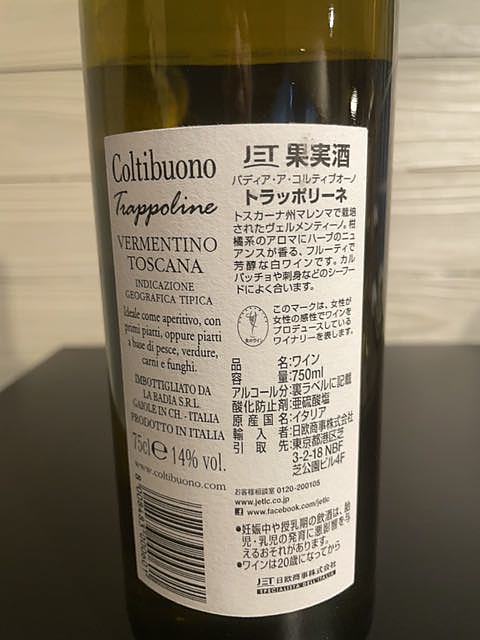 Coltibuono
Trappoline
VERMENTINO
TOSCANA
INDICAZIONE
GEOGRAFICA TIPICA
Ideale come aperitivo, con
primi piatti, oppure piatti
a base di pesce, verdure,
carni e funghi.
IMBOTTIGLIATO DA
LA BADIA S.R.L.
GAIOLE IN CH. - ITALIA
PRODOTTO IN ITALIA
75cl e 14% vol.
www.coltibuono.com
JET 果実酒
バディア・ア・コルティブオーノ
トラッポリーネ
トスカーナ州マレンマで栽培
されたヴェルメンティーノ。柑
橘系のアロマにハーブのニュ
アンスが香る、フルーティで
芳醇な白ワインです。カル
パッチョや刺身などのシーフー
ドによく合います。
このマークは、女性が
女性の感性でワインを
プロデュースしている
ワイナリーを表します。
品名:ワイン
容量:750ml
アルコール分:裏ラベルに記載
酸化防止剤:亜硫酸塩
原産国名:イタリア
輸入者:日欧商事株式会社
引取先:東京都港区芝
3-2-18 NBF
芝公園ビル4F
お客様相談室 0120-200105
www.jetlc.co.jp
www.facebook.com/jetlc
•妊娠中や授乳期の飲酒は、胎
児・乳児の発育に悪影響を与
えるおそれがあります。
•ワインは20歳になってから
JET 日欧商事株式会社
SPECIALISTA DELL'ITALIA